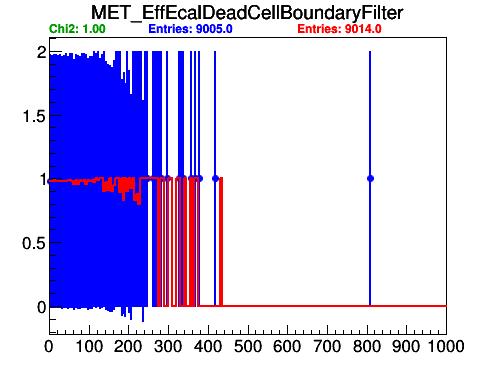 MET_EffEcalDeadCellBoundaryFilter
Chi2: 1.00 Entries: 9005.0 Entries: 9014.0
2
1.5
1
0.5
0
0 100 200 300 400 500 600 700 800 900 1000